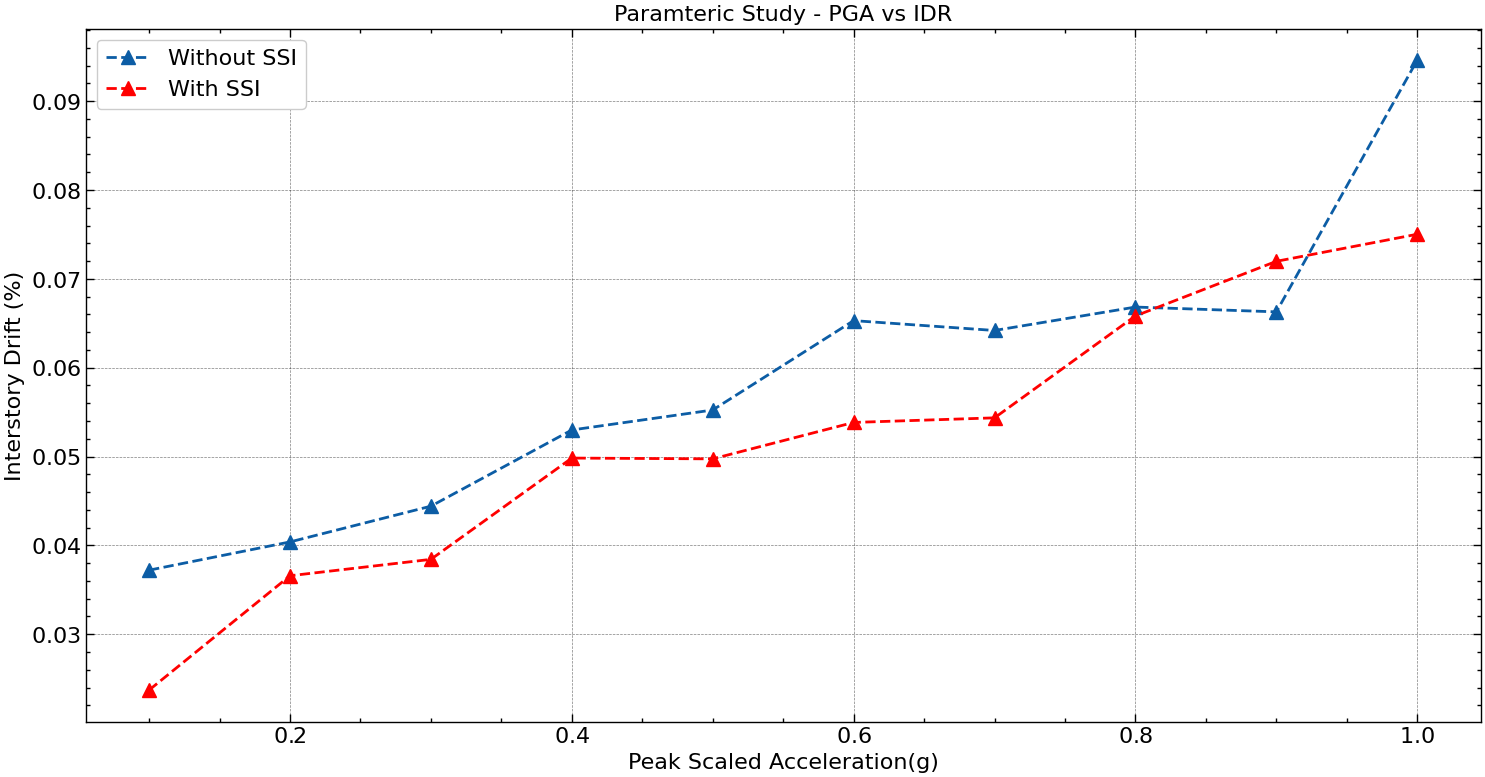 Paramteric Study - PGA vs IDR
Without SSI
With SSI
0.09
0.08
0.07
0.06
0.05
0.04
0.03
Interstory Drift (%)
0.2 0.4 0.6 0.8 1.0
Peak Scaled Acceleration(g)